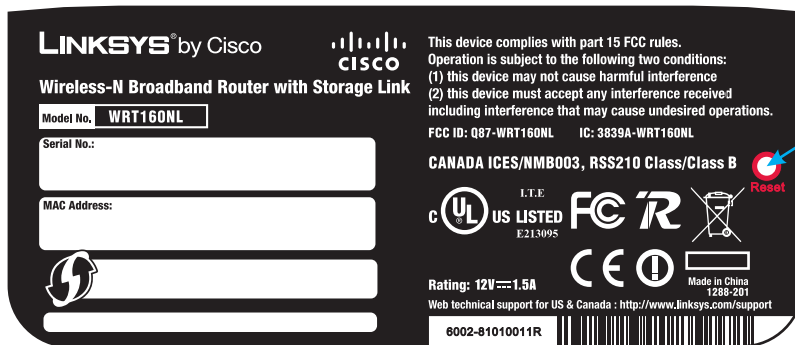 LINKSYS® by Cisco
CISCO
Wireless-N Broadband Router with Storage Link
Model No. WRT160NL
Serial No.:
MAC Address:
This device complies with part 15 FCC rules.
Operation is subject to the following two conditions:
(1) this device may not cause harmful interference
(2) this device must accept any interference received
including interference that may cause undesired operations.
FCC ID: Q87-WRT160NL IC: 3839A-WRT160NL
CANADA ICES/NMB003, RSS210 Class/Class B
Reset
I.T.E
C UL ® US LISTED
E213095
FC
CE
Made in China
1288-201
Rating: 12V⎓1.5A
Web technical support for US & Canada : http://www.linksys.com/support
6002-81010011R